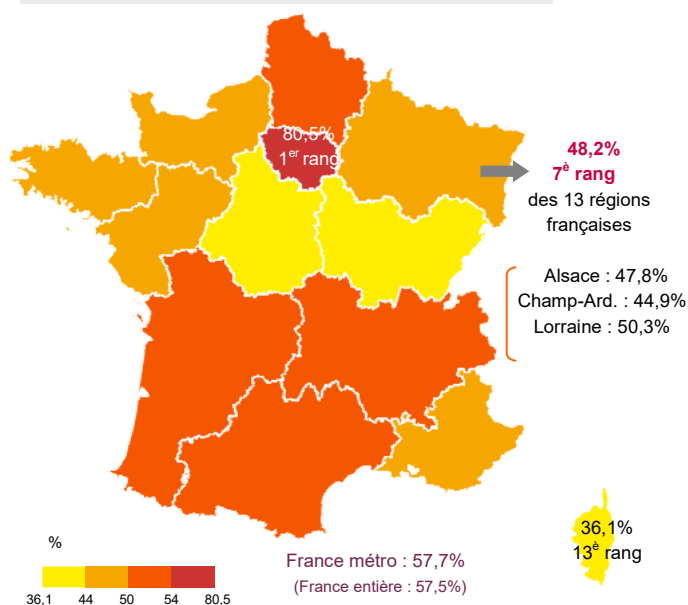 80,5%
1er rang
48,2%
7è rang
des 13 régions
françaises
Alsace : 47,8%
Champ-Ard. : 44,9%
Lorraine : 50,3%
36,1%
13è rang
%
36,1 44 50 54 80,5
France métro : 57,7%
(France entière : 57,5%)